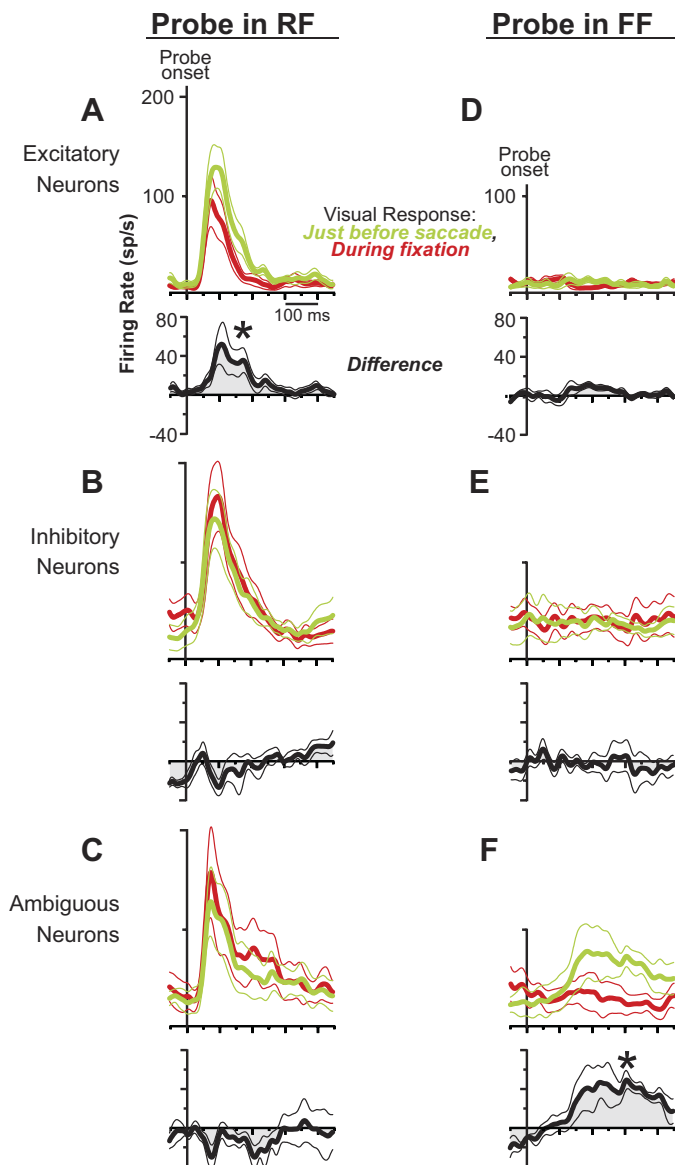 Probe in RF
Probe in FF
Probe
onset
200
A
D
Excitatory
Neurons
Probe
onset
100
100
Visual Response:
Just before saccade,
During fixation
Firing Rate (sp/s)
100 ms
80
40
0
-40
*
Difference
80
40
0
-40
B
E
Inhibitory
Neurons
C
F
Ambiguous
Neurons
*